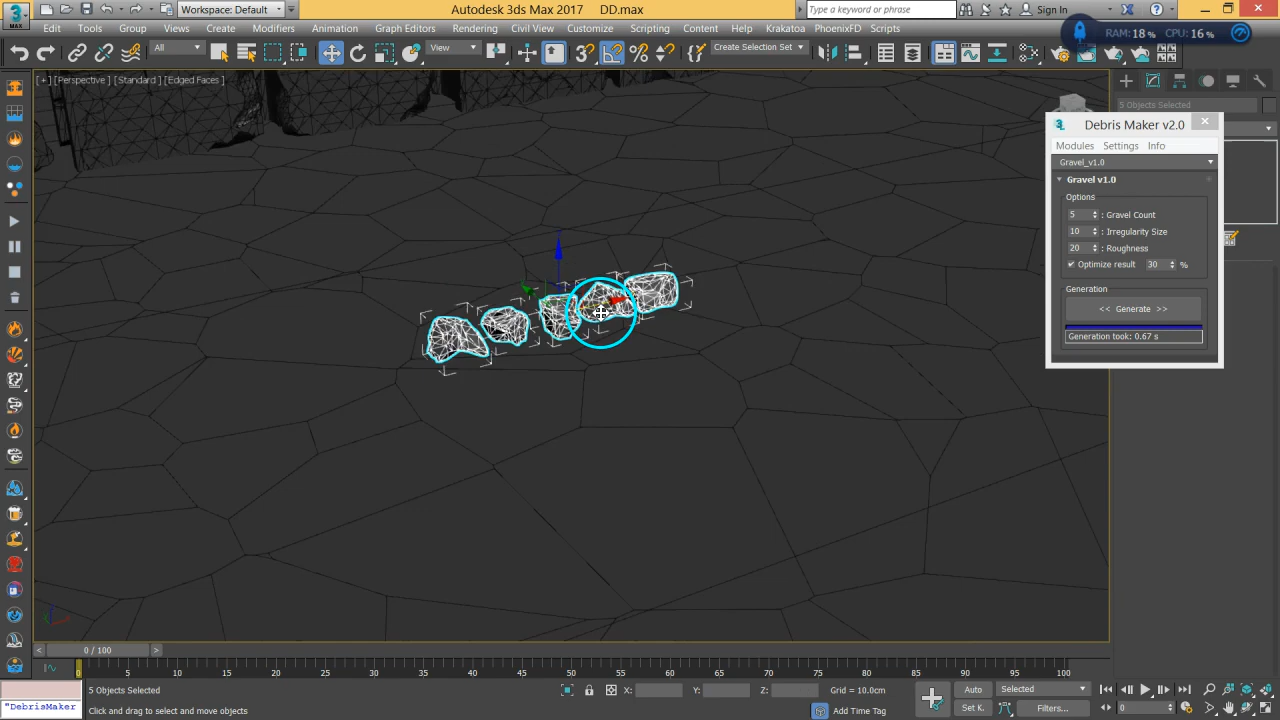 Workspace: Default
Autodesk 3ds Max 2017 DD.max
Type a keyword or phrase
Sign In
MAX
Edit Tools Group Views Create Modifiers Animation Graph Editors Rendering Civil View Customize Scripting Content Help Krakatoa PhoenixFD Scripts
RAM: 18 % CPU: 16 %
All
View
Create Selection Set
[ + ] [Perspective ] [Standard ] [Edged Faces ]
5 Objects Selected
Debris Maker v2.0
Modules Settings Info
Gravel_v1.0
Gravel v1.0
Options
5 : Gravel Count
10 : Irregularity Size
20 : Roughness
Optimize result 30 %
Generation
<< Generate >>
Generation took: 0.67 s
0 / 100
0 5 10 15 20 25 30 35 40 45 50 55 60 65 70 75 80 85 90 95 100
5 Objects Selected
X: Y: Z:
Grid = 10.0cm
Auto
Selected
"DebrisMaker
Click and drag to select and move objects
Add Time Tag
Set K.
Filters...
0